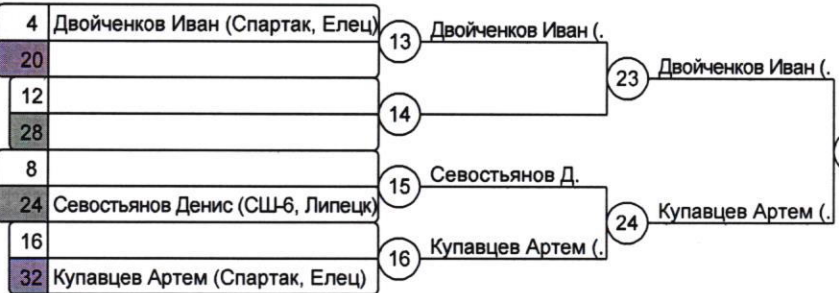 4 Двойченков Иван (Спартак, Елец)
20
13 Двойченков Иван (.
12
28
14
23 Двойченков Иван (.
8
24 Севостьянов Денис (СШ-6, Липецк)
15 Севостьянов Д.
16
32 Купавцев Артем (Спартак, Елец)
16 Купавцев Артем (.
24 Купавцев Артем (.